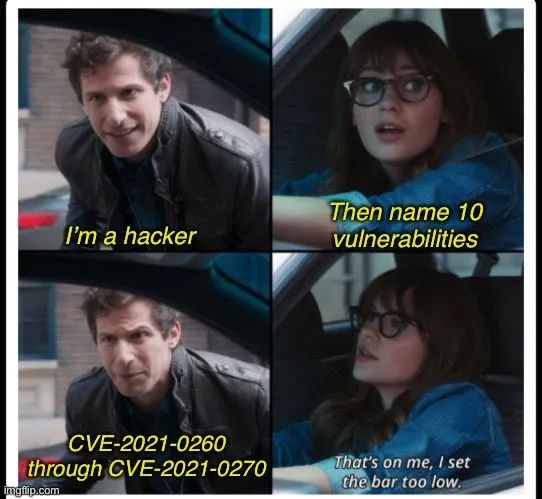 I'm a hacker
Then name 10
vulnerabilities
CVE-2021-0260
through CVE-2021-0270
That's on me, I set
the bar too low.
imgflip.com